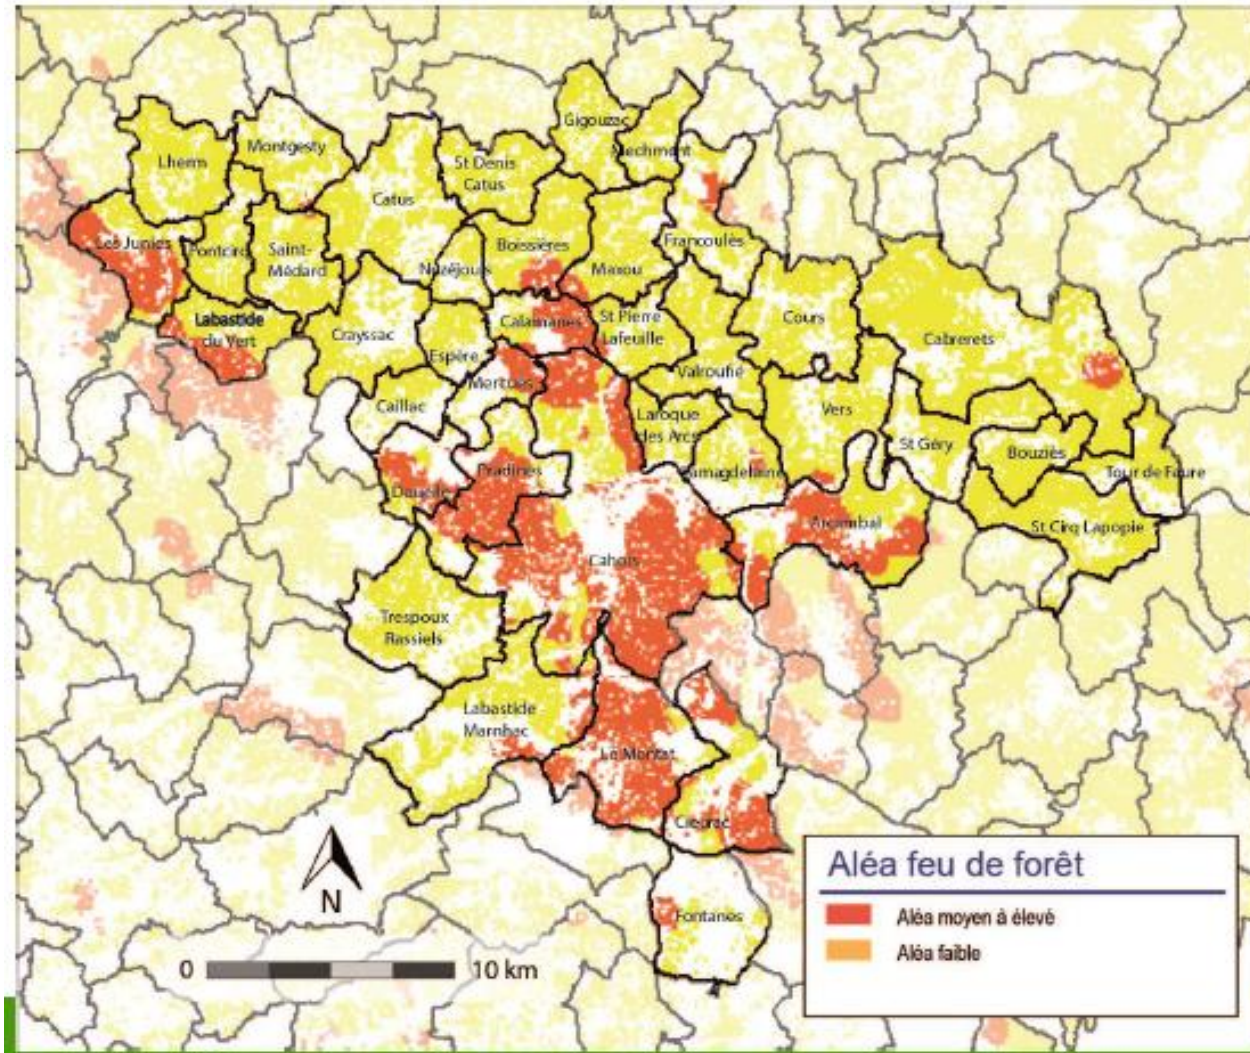 Gigouzac
Montgesty
Mechmont
Lherm
St Denis
Catus
Catus
Les Junies
Pontcirq
Saint-
Médard
Boissières
Francoulès
Nuzéjouls
Maxou
Labastide
du Vert
Calamanes
St Pierre
Lafeuille
Cours
Crayssac
Cabrerets
Espère
Valroufié
Mercuès
Caillac
Laroque
des Arcs
Vers
St Géry
Bouziès
Pradines
Lamagdelaine
Tour de Faure
Douelle
Arcambal
St Cirq Lapopie
Cahors
Trespoux
Rassiels
Labastide
Marnhac
Le Montat
Cieurac
Fontanes
N
0 10 km
Aléa feu de forêt
Aléa moyen à élevé
Aléa faible